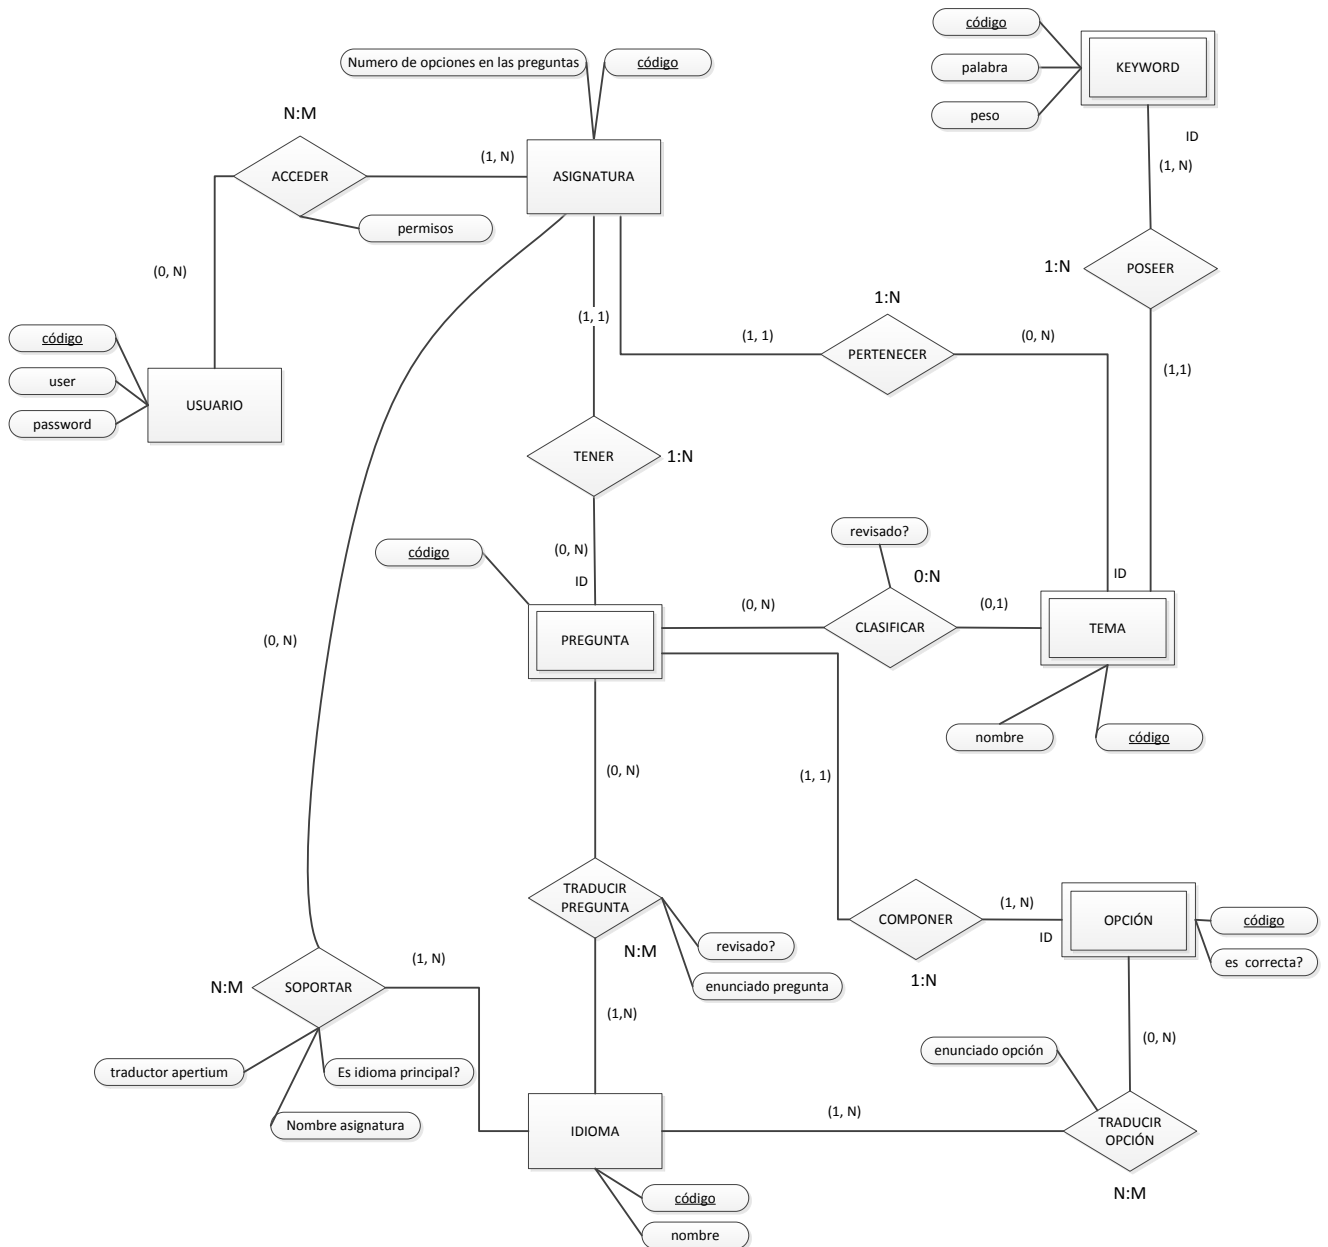 código
KEYWORD
palabra
peso
Numero de opciones en las preguntas
código
N:M
ID
(1, N)
ACCEDER
(1, N)
ASIGNATURA
permisos
(0, N)
1:N
POSEER
1:N
(1, 1)
(1, 1)
(0, N)
PERTENECER
(1,1)
código
user
USUARIO
password
TENER
1:N
revisado?
código
(0, N)
ID
0:N
ID
(0, N)
(0,1)
PREGUNTA
CLASIFICAR
TEMA
(0, N)
nombre
código
(0, N)
(1, 1)
TRADUCIR
PREGUNTA
COMPONER
(1, N)
OPCIÓN
código
ID
revisado?
N:M
es correcta?
(1, N)
N:M
SOPORTAR
enunciado pregunta
1:N
(1,N)
(0, N)
enunciado opción
traductor apertium
Es idioma principal?
Nombre asignatura
IDIOMA
(1, N)
TRADUCIR
OPCIÓN
N:M
código
nombre